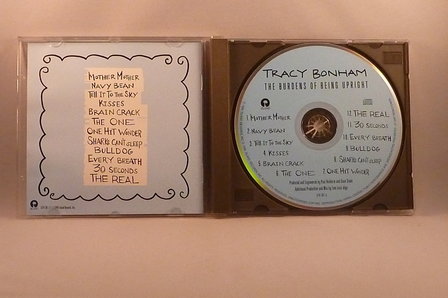 MOTHER MOTHER
NAVY BEAN
TELL IT TO THE SKY
KISSES
BRAIN CRACK
THE ONE
ONE HIT WONDER
SHARKS CAN'T SLEEP
BULLDOG
EVERY BREATH
30 SECONDS
THE REAL
TRACY BONHAM
THE BURDENS OF BEING UPRIGHT
1. MOTHER MOTHER
2. NAVY BEAN
3. TELL IT TO THE SKY
4. KISSES
5. BRAIN CRACK
6. THE ONE
7. ONE HIT WONDER
8. SHARKS CAN'T SLEEP
9. BULLDOG
10. EVERY BREATH
11. 30 SECONDS
12. THE REAL